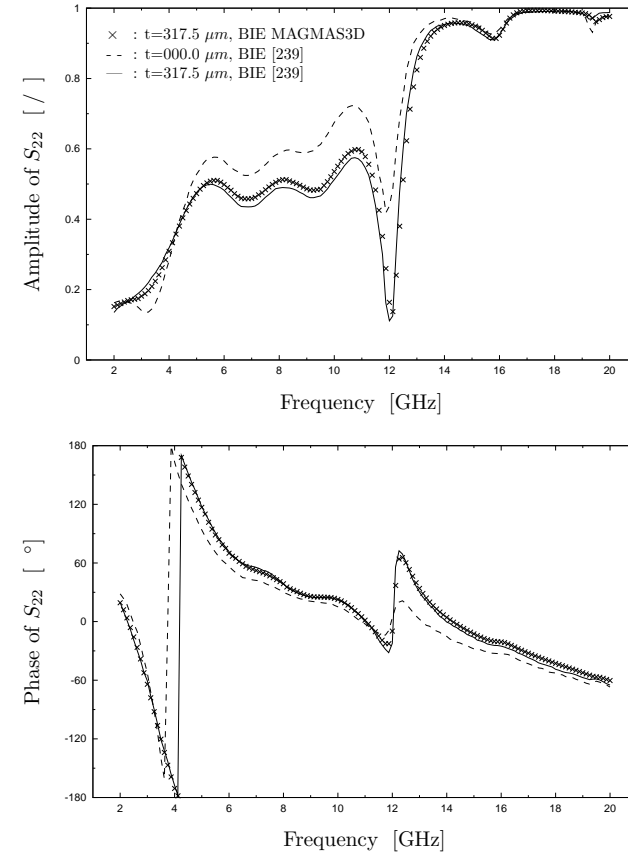 × : t=317.5 μm, BIE MAGMAS3D
- - : t=000.0 μm, BIE [239]
— : t=317.5 μm, BIE [239]
Amplitude of S22 [ / ]
1
0.8
0.6
0.4
0.2
0
2 4 6 8 10 12 14 16 18 20
Frequency [GHz]
Phase of S22 [ ° ]
180
120
60
0
-60
-120
-180
2 4 6 8 10 12 14 16 18 20
Frequency [GHz]